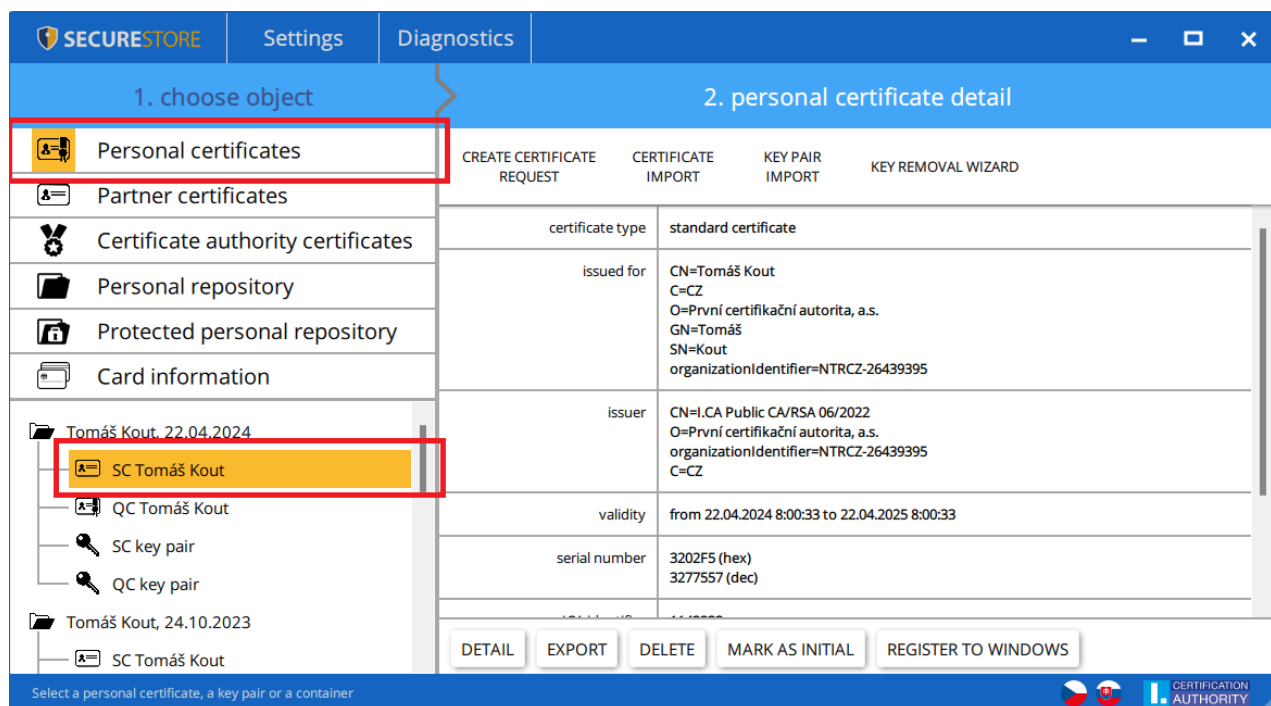 SECURESTORE
Settings
Diagnostics
1. choose object
2. personal certificate detail
Personal certificates
Partner certificates
Certificate authority certificates
Personal repository
Protected personal repository
Card information
Tomáš Kout, 22.04.2024
SC Tomáš Kout
QC Tomáš Kout
SC key pair
QC key pair
Tomáš Kout, 24.10.2023
SC Tomáš Kout
CREATE CERTIFICATE
REQUEST
CERTIFICATE
IMPORT
KEY PAIR
IMPORT
KEY REMOVAL WIZARD
certificate type
standard certificate
issued for
CN=Tomáš Kout
C=CZ
O=První certifikační autorita, a.s.
GN=Tomáš
SN=Kout
organizationIdentifier=NTRCZ-26439395
issuer
CN=I.CA Public CA/RSA 06/2022
O=První certifikační autorita, a.s.
organizationIdentifier=NTRCZ-26439395
C=CZ
validity
from 22.04.2024 8:00:33 to 22.04.2025 8:00:33
serial number
3202F5 (hex)
3277557 (dec)
DETAIL
EXPORT
DELETE
MARK AS INITIAL
REGISTER TO WINDOWS
Select a personal certificate, a key pair or a container
CERTIFICATION
AUTHORITY